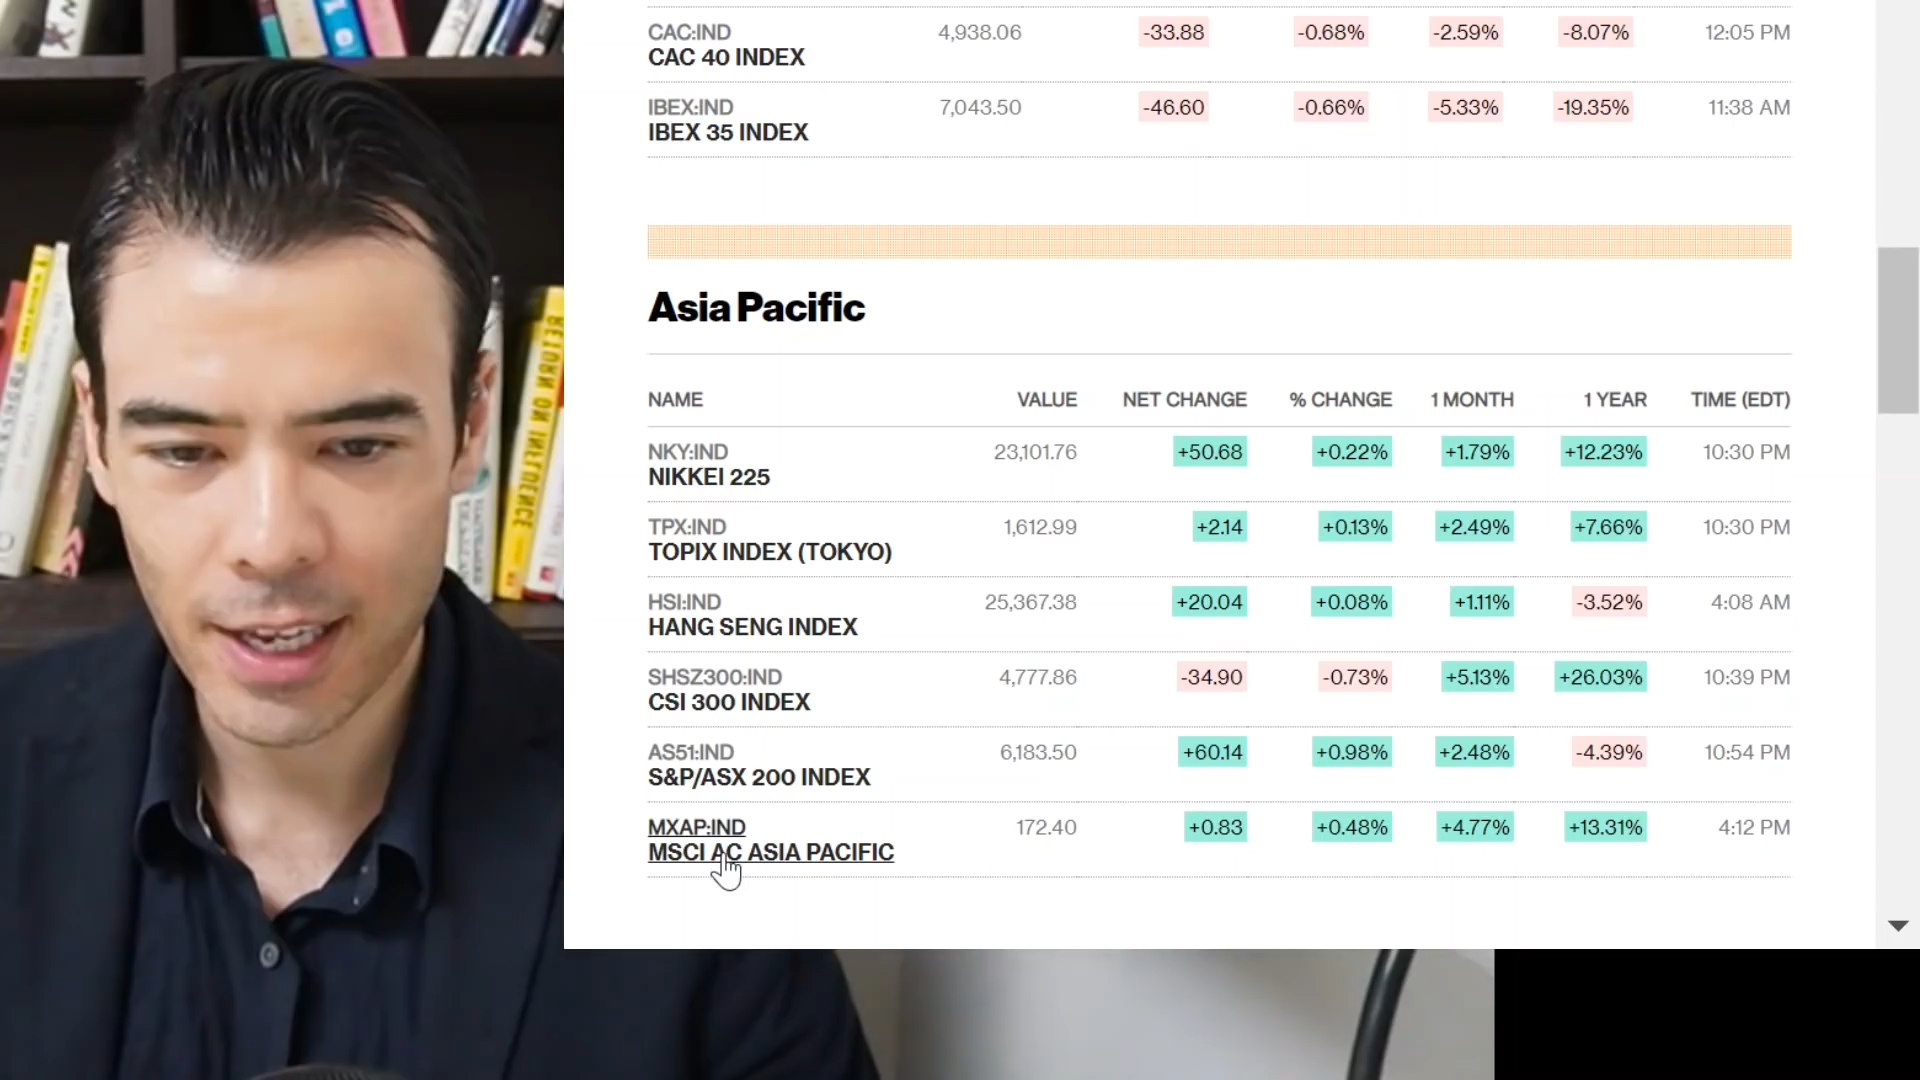 CAC:IND 4,938.06 -33.88 -0.68% -2.59% -8.07% 12:05 PM
CAC 40 INDEX
IBEX:IND 7,043.50 -46.60 -0.66% -5.33% -19.35% 11:38 AM
IBEX 35 INDEX
Asia Pacific
NAME VALUE NET CHANGE % CHANGE 1 MONTH 1 YEAR TIME (EDT)
NKY:IND 23,101.76 +50.68 +0.22% +1.79% +12.23% 10:30 PM
NIKKEI 225
TPX:IND 1,612.99 +2.14 +0.13% +2.49% +7.66% 10:30 PM
TOPIX INDEX (TOKYO)
HSI:IND 25,367.38 +20.04 +0.08% +1.11% -3.52% 4:08 AM
HANG SENG INDEX
SHSZ300:IND 4,777.86 -34.90 -0.73% +5.13% +26.03% 10:39 PM
CSI 300 INDEX
AS51:IND 6,183.50 +60.14 +0.98% +2.48% -4.39% 10:54 PM
S&P/ASX 200 INDEX
MXAP:IND 172.40 +0.83 +0.48% +4.77% +13.31% 4:12 PM
MSCI AC ASIA PACIFIC
RETURN ON INFLUENCE